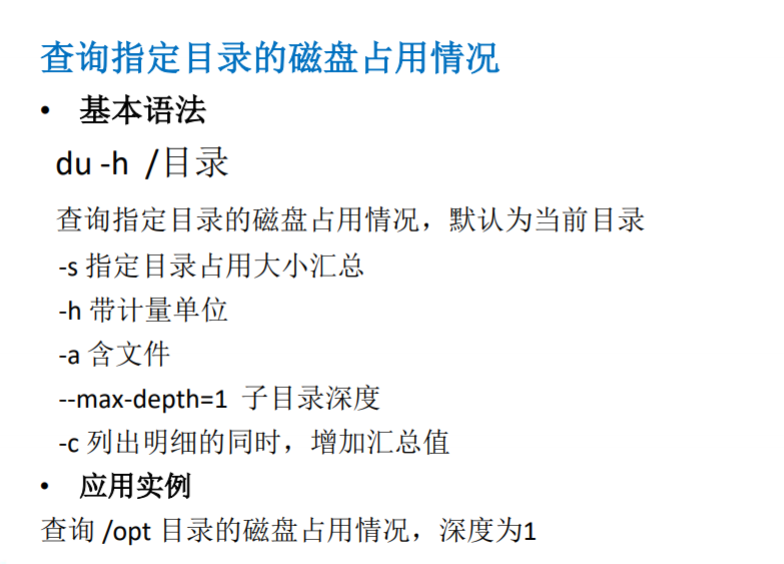 查询指定目录的磁盘占用情况
• 基本语法
du -h /目录
查询指定目录的磁盘占用情况，默认为当前目录
-s 指定目录占用大小汇总
-h 带计量单位
-a 含文件
--max-depth=1 子目录深度
-c 列出明细的同时，增加汇总值
• 应用实例
查询 /opt 目录的磁盘占用情况，深度为1